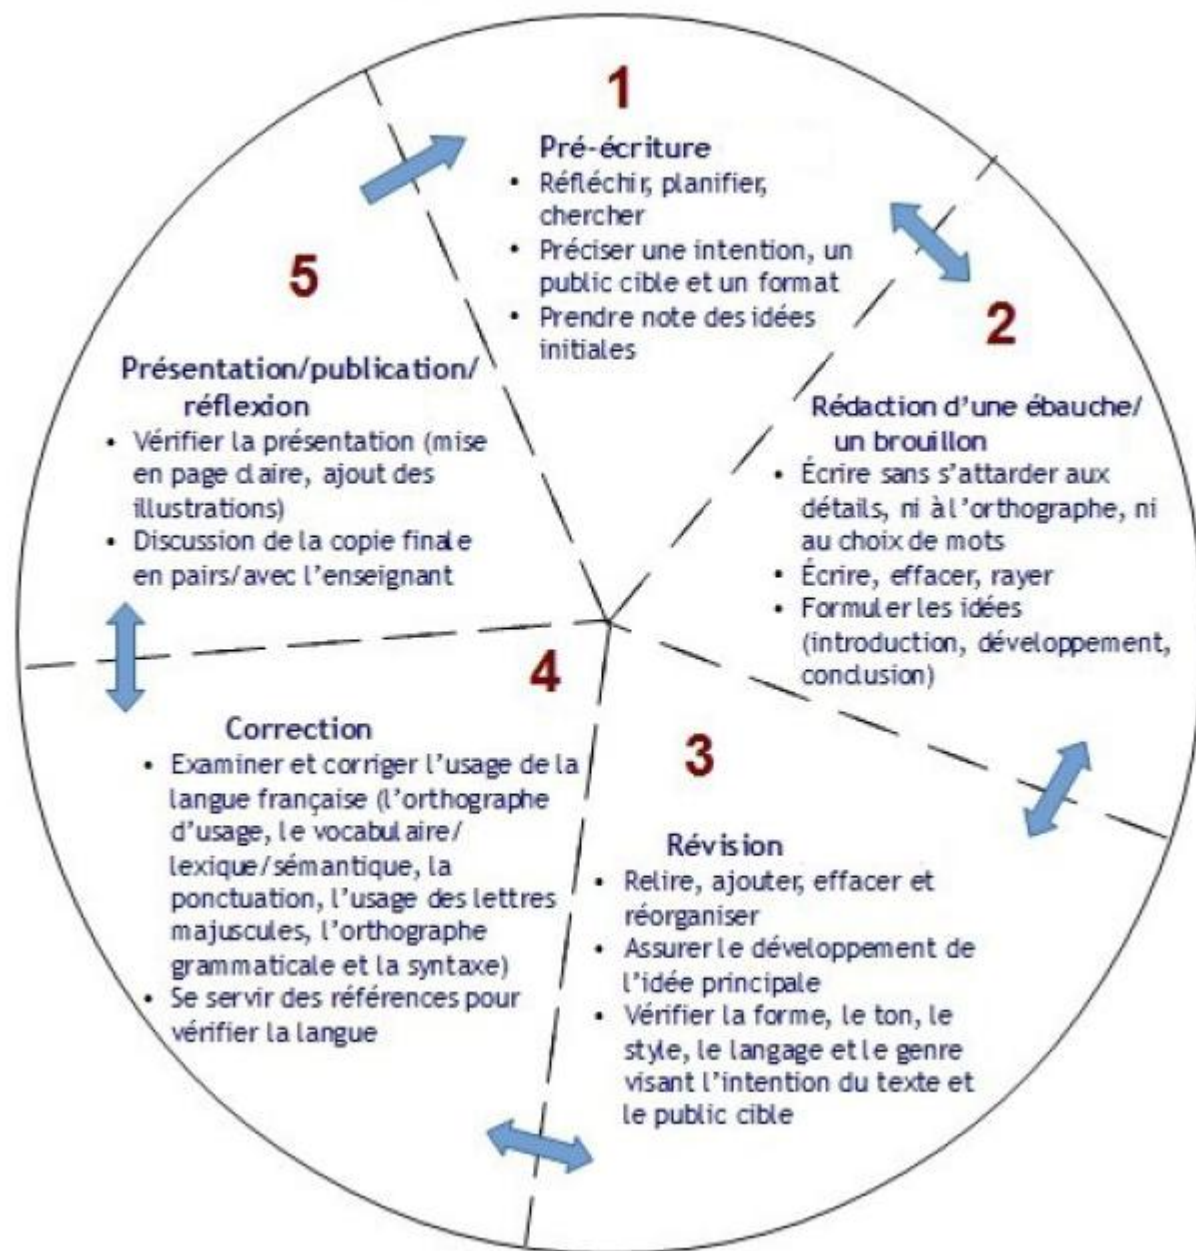 1
Pré-écriture
• Réfléchir, planifier,
chercher
• Préciser une intention, un
public cible et un format
• Prendre note des idées
initiales
2
Rédaction d'une ébauche/
un brouillon
• Écrire sans s'attarder aux
détails, ni à l'orthographe, ni
au choix de mots
• Écrire, effacer, rayer
• Formuler les idées
(introduction, développement,
conclusion)
3
Révision
• Relire, ajouter, effacer et
réorganiser
• Assurer le développement de
l'idée principale
• Vérifier la forme, le ton, le
style, le langage et le genre
visant l'intention du texte et
le public cible
4
Correction
• Examiner et corriger l'usage de la
langue française (l'orthographe
d'usage, le vocabulaire/
lexique/sémantique, la
ponctuation, l'usage des lettres
majuscules, l'orthographe
grammaticale et la syntaxe)
• Se servir des références pour
vérifier la langue
5
Présentation/publication/
réflexion
• Vérifier la présentation (mise
en page claire, ajout des
illustrations)
• Discussion de la copie finale
en pairs/avec l'enseignant